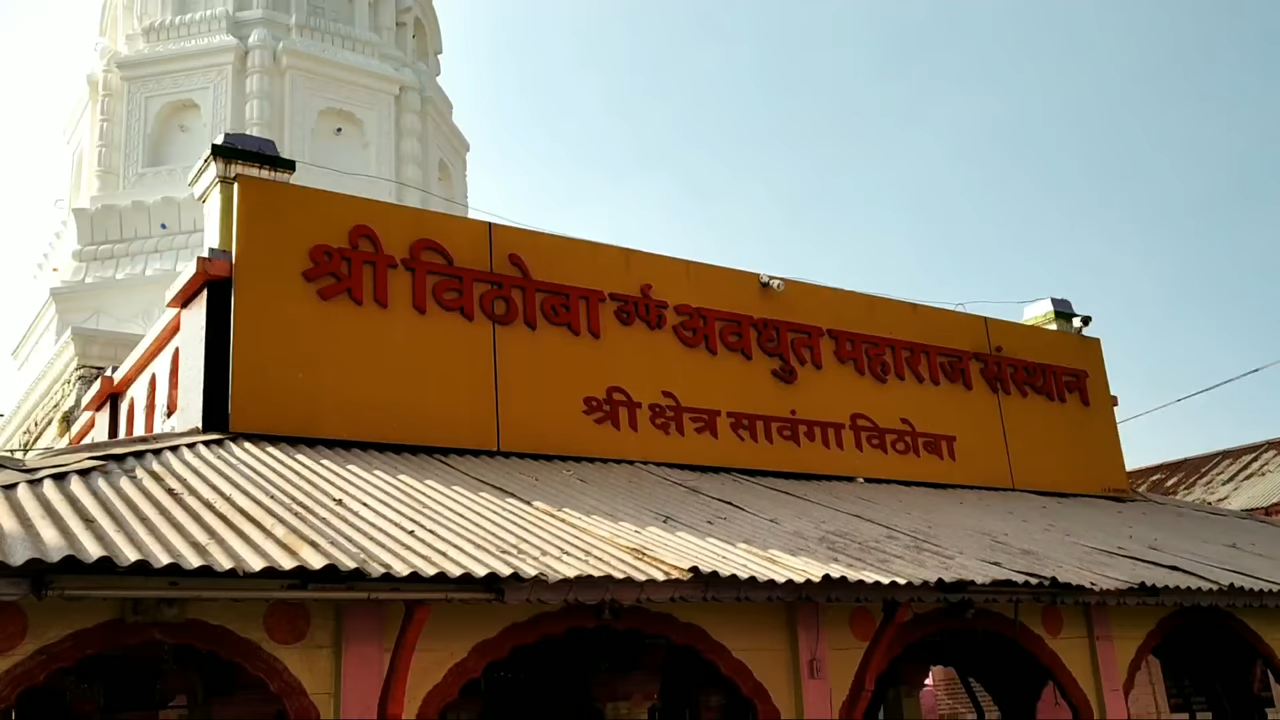 श्री विठोबा उर्फ अवधुत महाराज संस्थान
श्री क्षेत्र सावंगा विठोबा